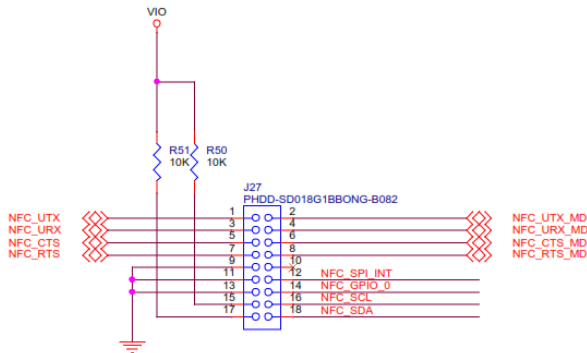 VIO
R51 R50
10K 10K
J27
PHDD-SD018G1BBONG-B082
NFC_UTX 1 2 NFC_UTX_MD
NFC_URX 3 4 NFC_URX_MD
NFC_CTS 5 6 NFC_CTS_MD
NFC_RTS 7 8 NFC_RTS_MD
9 10
11 12 NFC_SPI_INT
13 14 NFC_GPIO_0
15 16 NFC_SCL
17 18 NFC_SDA